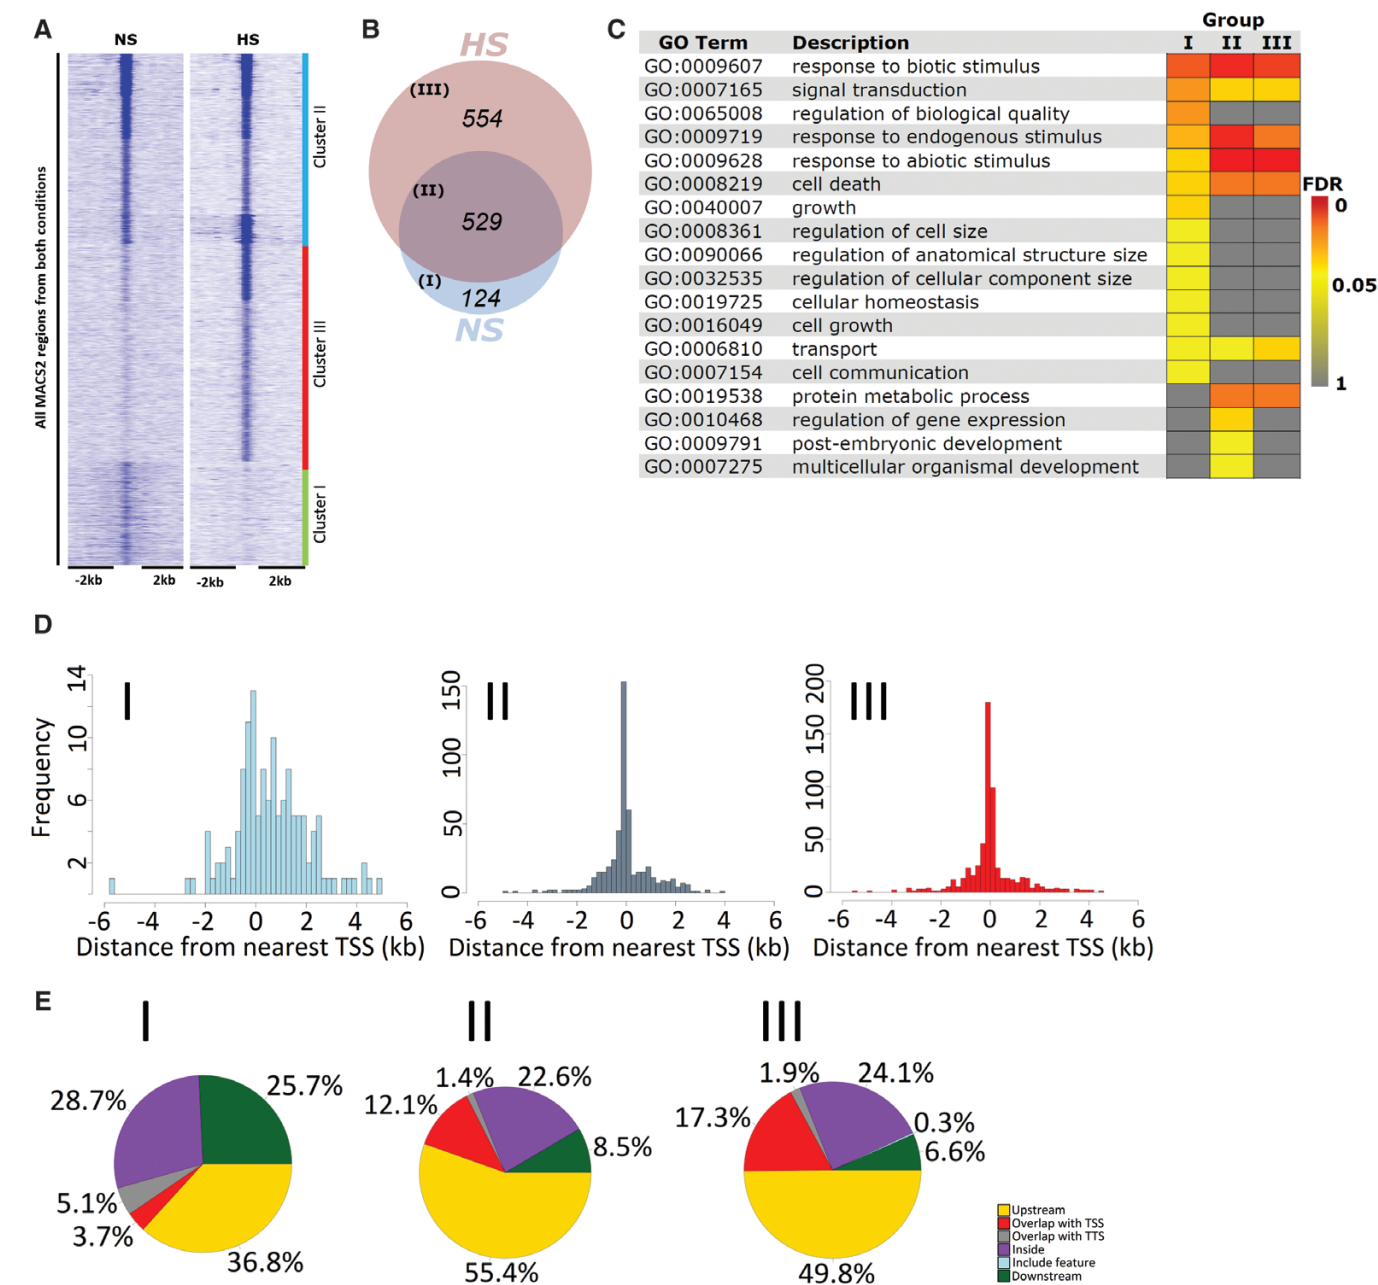 A
NS
HS
All MACS2 regions from both conditions
Cluster II
Cluster III
Cluster I
-2kb
2kb
-2kb
2kb
B
HS
(III)
554
(II)
529
(I)
124
NS
C
Group
GO Term Description I II III
GO:0009607 response to biotic stimulus
GO:0007165 signal transduction
GO:0065008 regulation of biological quality
GO:0009719 response to endogenous stimulus
GO:0009628 response to abiotic stimulus
GO:0008219 cell death
GO:0040007 growth
GO:0008361 regulation of cell size
GO:0090066 regulation of anatomical structure size
GO:0032535 regulation of cellular component size
GO:0019725 cellular homeostasis
GO:0016049 cell growth
GO:0006810 transport
GO:0007154 cell communication
GO:0019538 protein metabolic process
GO:0010468 regulation of gene expression
GO:0009791 post-embryonic development
GO:0007275 multicellular organismal development
FDR
0
0.05
1
D
I
Frequency
14
10
6
2
-6 -4 -2 0 2 4 6
Distance from nearest TSS (kb)
II
150
100
50
0
-6 -4 -2 0 2 4 6
Distance from nearest TSS (kb)
III
200
150
100
50
0
-6 -4 -2 0 2 4 6
Distance from nearest TSS (kb)
E
I
28.7%
25.7%
5.1%
3.7%
36.8%
II
1.4%
22.6%
12.1%
8.5%
55.4%
III
1.9%
24.1%
17.3%
0.3%
6.6%
49.8%
Upstream
Overlap with TSS
Overlap with TTS
Inside
Include feature
Downstream